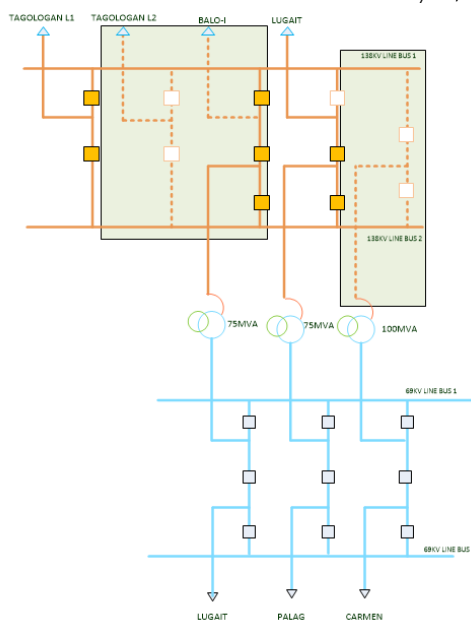 TAGOLOGAN L1
TAGOLOGAN L2
BALO-I
LUGAIT
138KV LINE BUS 1
138KV LINE BUS 2
75MVA
75MVA
100MVA
69KV LINE BUS 1
69KV LINE BUS
LUGAIT
PALAG
CARMEN